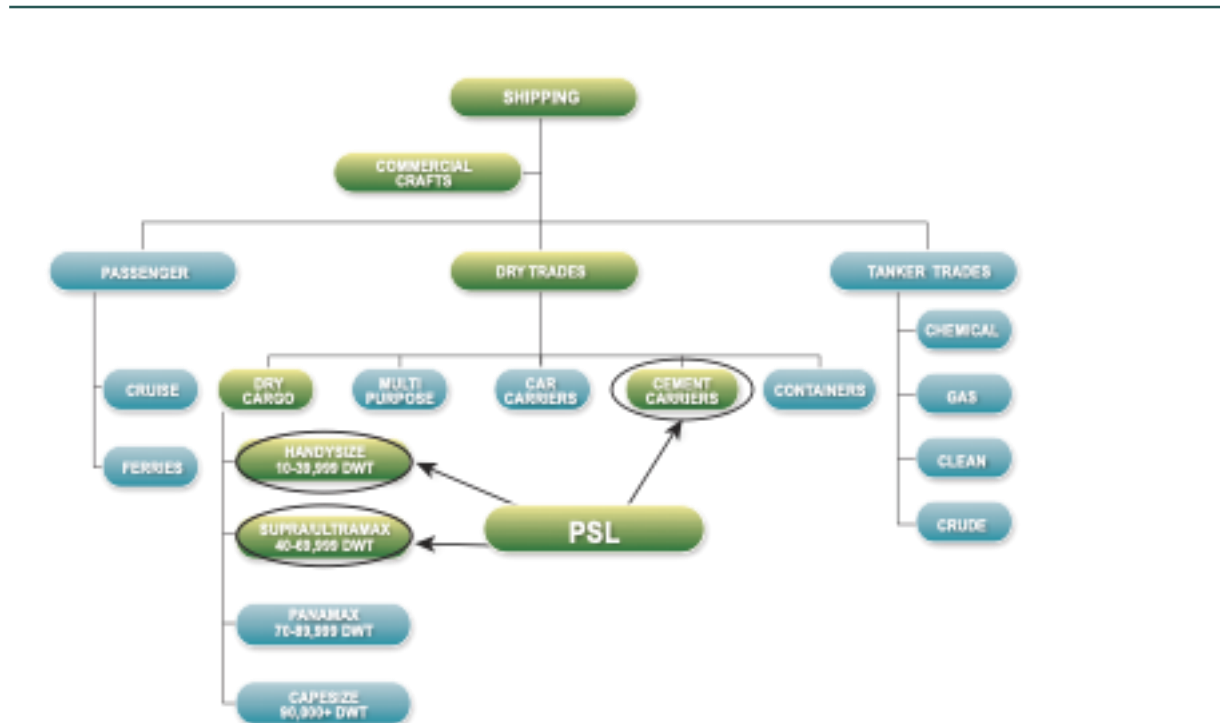 SHIPPING
COMMERCIAL
CRAFTS
PASSENGER
DRY TRADES
TANKER TRADES
CHEMICAL
CRUISE
DRY
CARGO
MULTI
PURPOSE
CAR
CARRIERS
CEMENT
CARRIERS
CONTAINERS
GAS
FERRIES
HANDYSIZE
10-39,999 DWT
CLEAN
SUPRA/ULTRAMAX
40-69,999 DWT
PSL
CRUDE
PANAMAX
70-89,999 DWT
CAPESIZE
90,000+ DWT